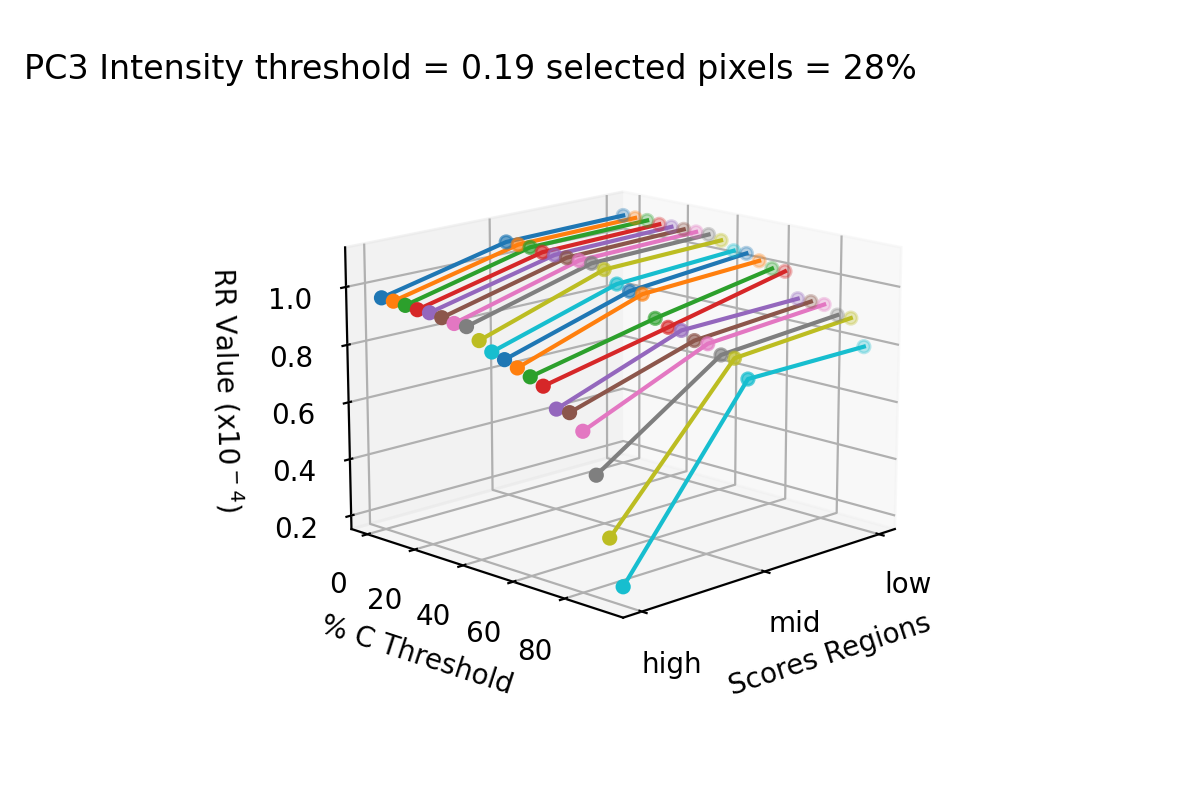 PC3 Intensity threshold = 0.19 selected pixels = 28%
RR Value (x10⁻⁴)
1.0
0.8
0.6
0.4
0.2
0
20
40
60
80
% C Threshold
high
mid
low
Scores Regions